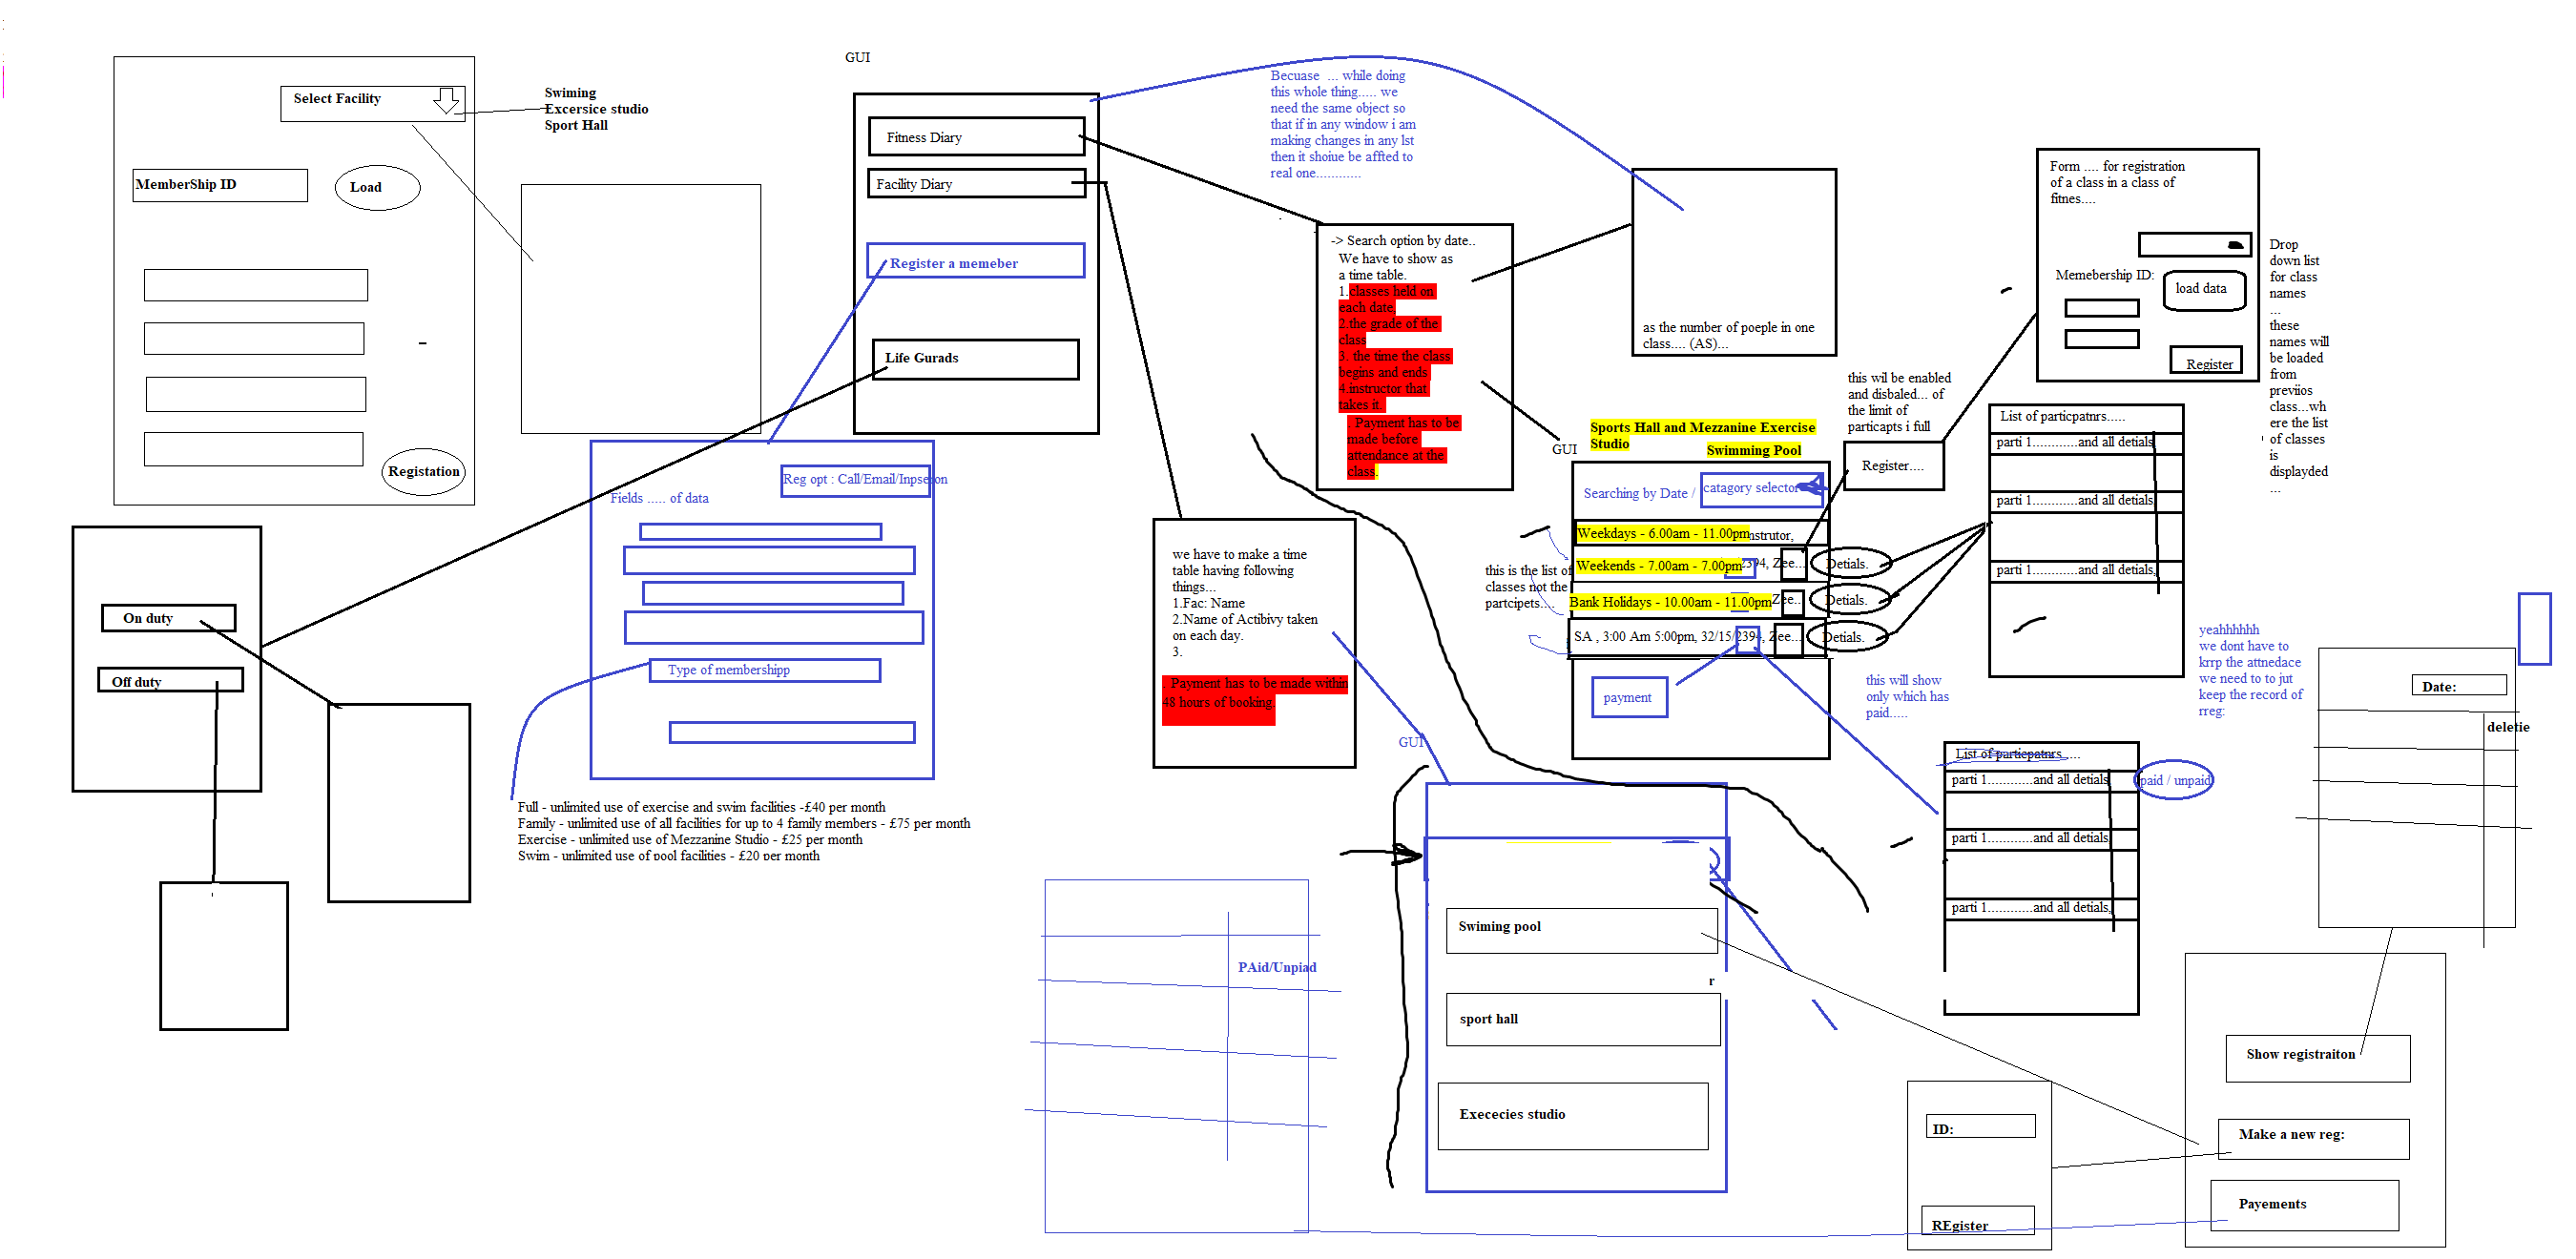 GUI
Select Facility
Swiming
Excersice studio
Sport Hall
MemberShip ID
Load
Registation
Fitness Diary
Facility Diary
Register a memeber
Life Gurads
Becuase ... while doing
this whole thing..... we
need the same object so
that if in any window i am
making changes in any lst
then it shoiue be affted to
real one............
-> Search option by date..
We have to show as
a time table.
1.classes held on
each date,
2.the grade of the
class
3. the time the class
begins and ends
4.instructor that
takes it.
. Payment has to be
made before
attendance at the
class.
as the number of poeple in one
class.... (AS)...
Form .... for registration
of a class in a class of
fitnes....
Memebership ID:
load data
Register
Drop
down list
for class
names
...
these
names will
be loaded
from
previios
class...wh
ere the list
of classes
is
displayded
...
this wil be enabled
and disbaled... of
the limit of
particapts i full
Register....
List of particpatnrs.....
parti 1............and all detials
parti 1............and all detials
parti 1............and all detials,
GUI
Sports Hall and Mezzanine Exercise
Studio
Swimming Pool
Searching by Date /
catagory selector
Weekdays - 6.00am - 11.00pm
nstrutor,
Weekends - 7.00am - 7.00pm
2394, Zee...
Detials.
Bank Holidays - 10.00am - 11.00pm
Zee...
Detials.
SA , 3:00 Am 5:00pm, 32/15/2394, Zee...
Detials.
payment
this is the list of
classes not the
partcipets....
this will show
only which has
paid.....
yeahhhhhh
we dont have to
krrp the attnedace
we need to to jut
keep the record of
rreg:
Date:
deletie
List of particpatnrs.....
parti 1............and all detials,
paid / unpaid
parti 1............and all detials,
parti 1............and all detials,
Reg opt : Call/Email/Inpseron
Fields ..... of data
Type of membershipp
Full - unlimited use of exercise and swim facilities -£40 per month
Family - unlimited use of all facilities for up to 4 family members - £75 per month
Exercise - unlimited use of Mezzanine Studio - £25 per month
Swim - unlimited use of pool facilities - £20 per month
On duty
Off duty
we have to make a time
table having following
things...
1.Fac: Name
2.Name of Actibivy taken
on each day.
3.
. Payment has to be made within
48 hours of booking.
GUI
Swiming pool
r
sport hall
Exececies studio
PAid/Unpiad
Show registraiton
Make a new reg:
Payements
ID:
REgister